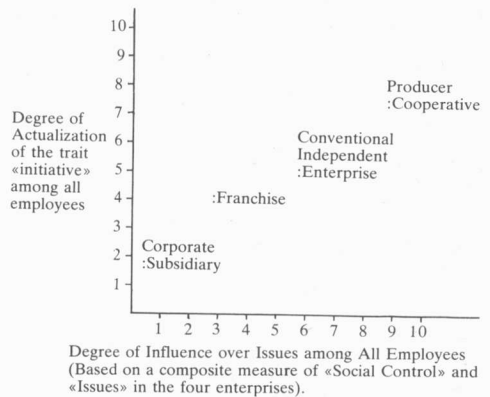 10
9
8
7
6
5
4
3
2
1
Degree of
Actualization
of the trait
«initiative»
among all
employees
Producer
:Cooperative
Conventional
Independent
:Enterprise
:Franchise
Corporate
:Subsidiary
1 2 3 4 5 6 7 8 9 10
Degree of Influence over Issues among All Employees
(Based on a composite measure of «Social Control» and
«Issues» in the four enterprises).